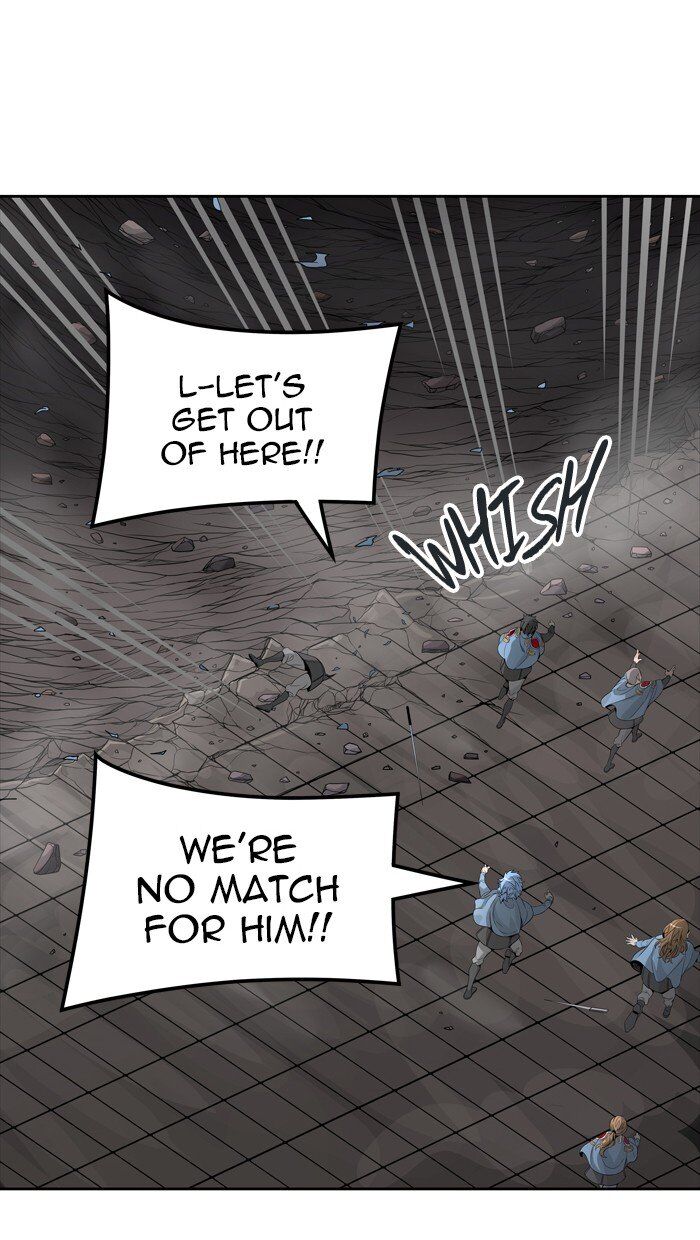 L-LET'S
GET OUT
OF HERE!!
WHISH
WE'RE
NO MATCH
FOR HIM!!